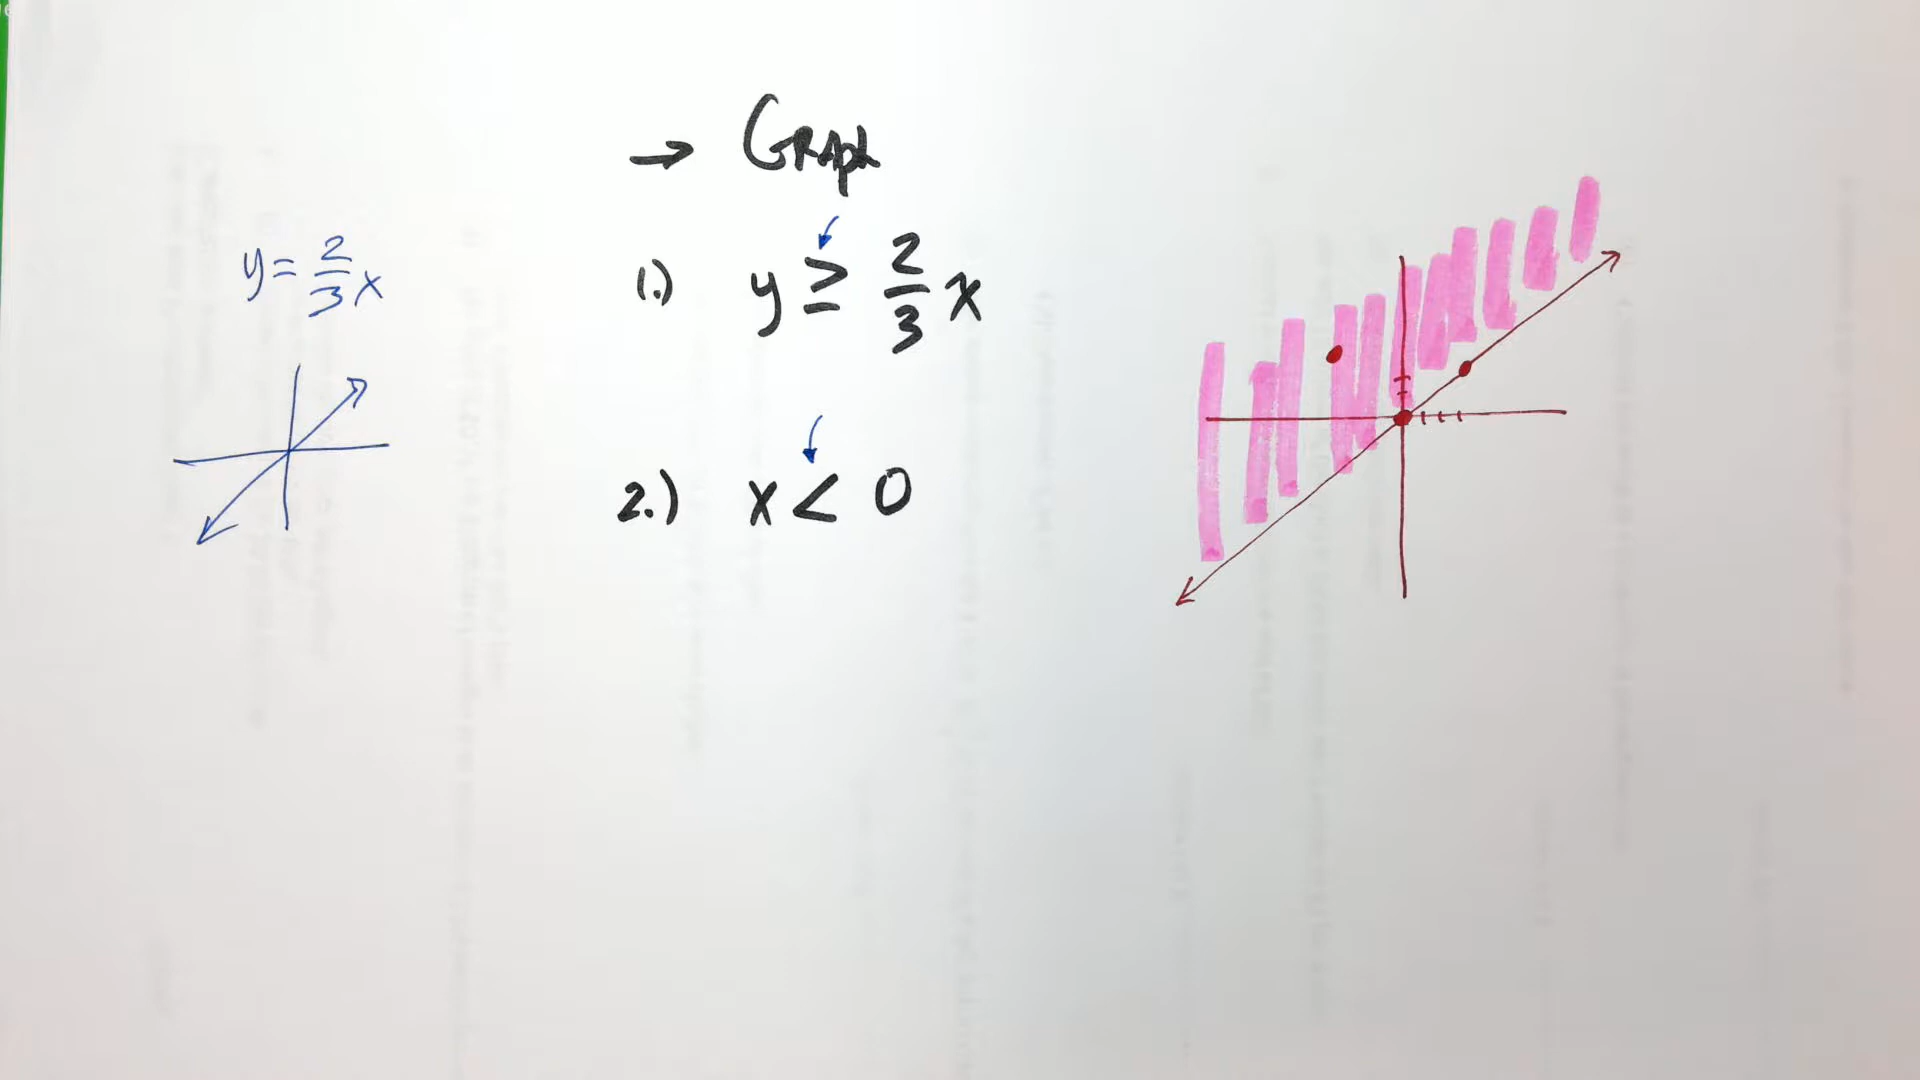 → Graph
y = 2/3 x
1.) y ≥ 2/3 x
2.) x < 0